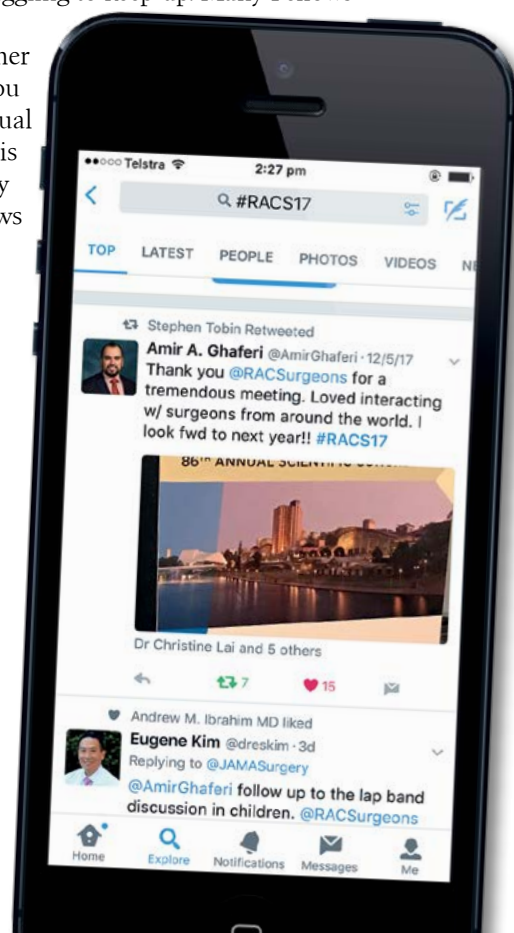 ggling to keep up. Many Fellows
her
ou
ual
is
y
ws
Telstra
2:27 pm
#RACS17
TOP LATEST PEOPLE PHOTOS VIDEOS NE
Stephen Tobin Retweeted
Amir A. Ghaferi @AmirGhaferi · 12/5/17
Thank you @RACSurgeons for a
tremendous meeting. Loved interacting
w/ surgeons from around the world. I
look fwd to next year!! #RACS17
86TH ANNUAL SCIENTIFIC
Dr Christine Lai and 5 others
7 15
Andrew M. Ibrahim MD liked
Eugene Kim @dreskim · 3d
Replying to @JAMASurgery
@AmirGhaferi follow up to the lap band
discussion in children. @RACSurgeons
Home Explore Notifications Messages Me